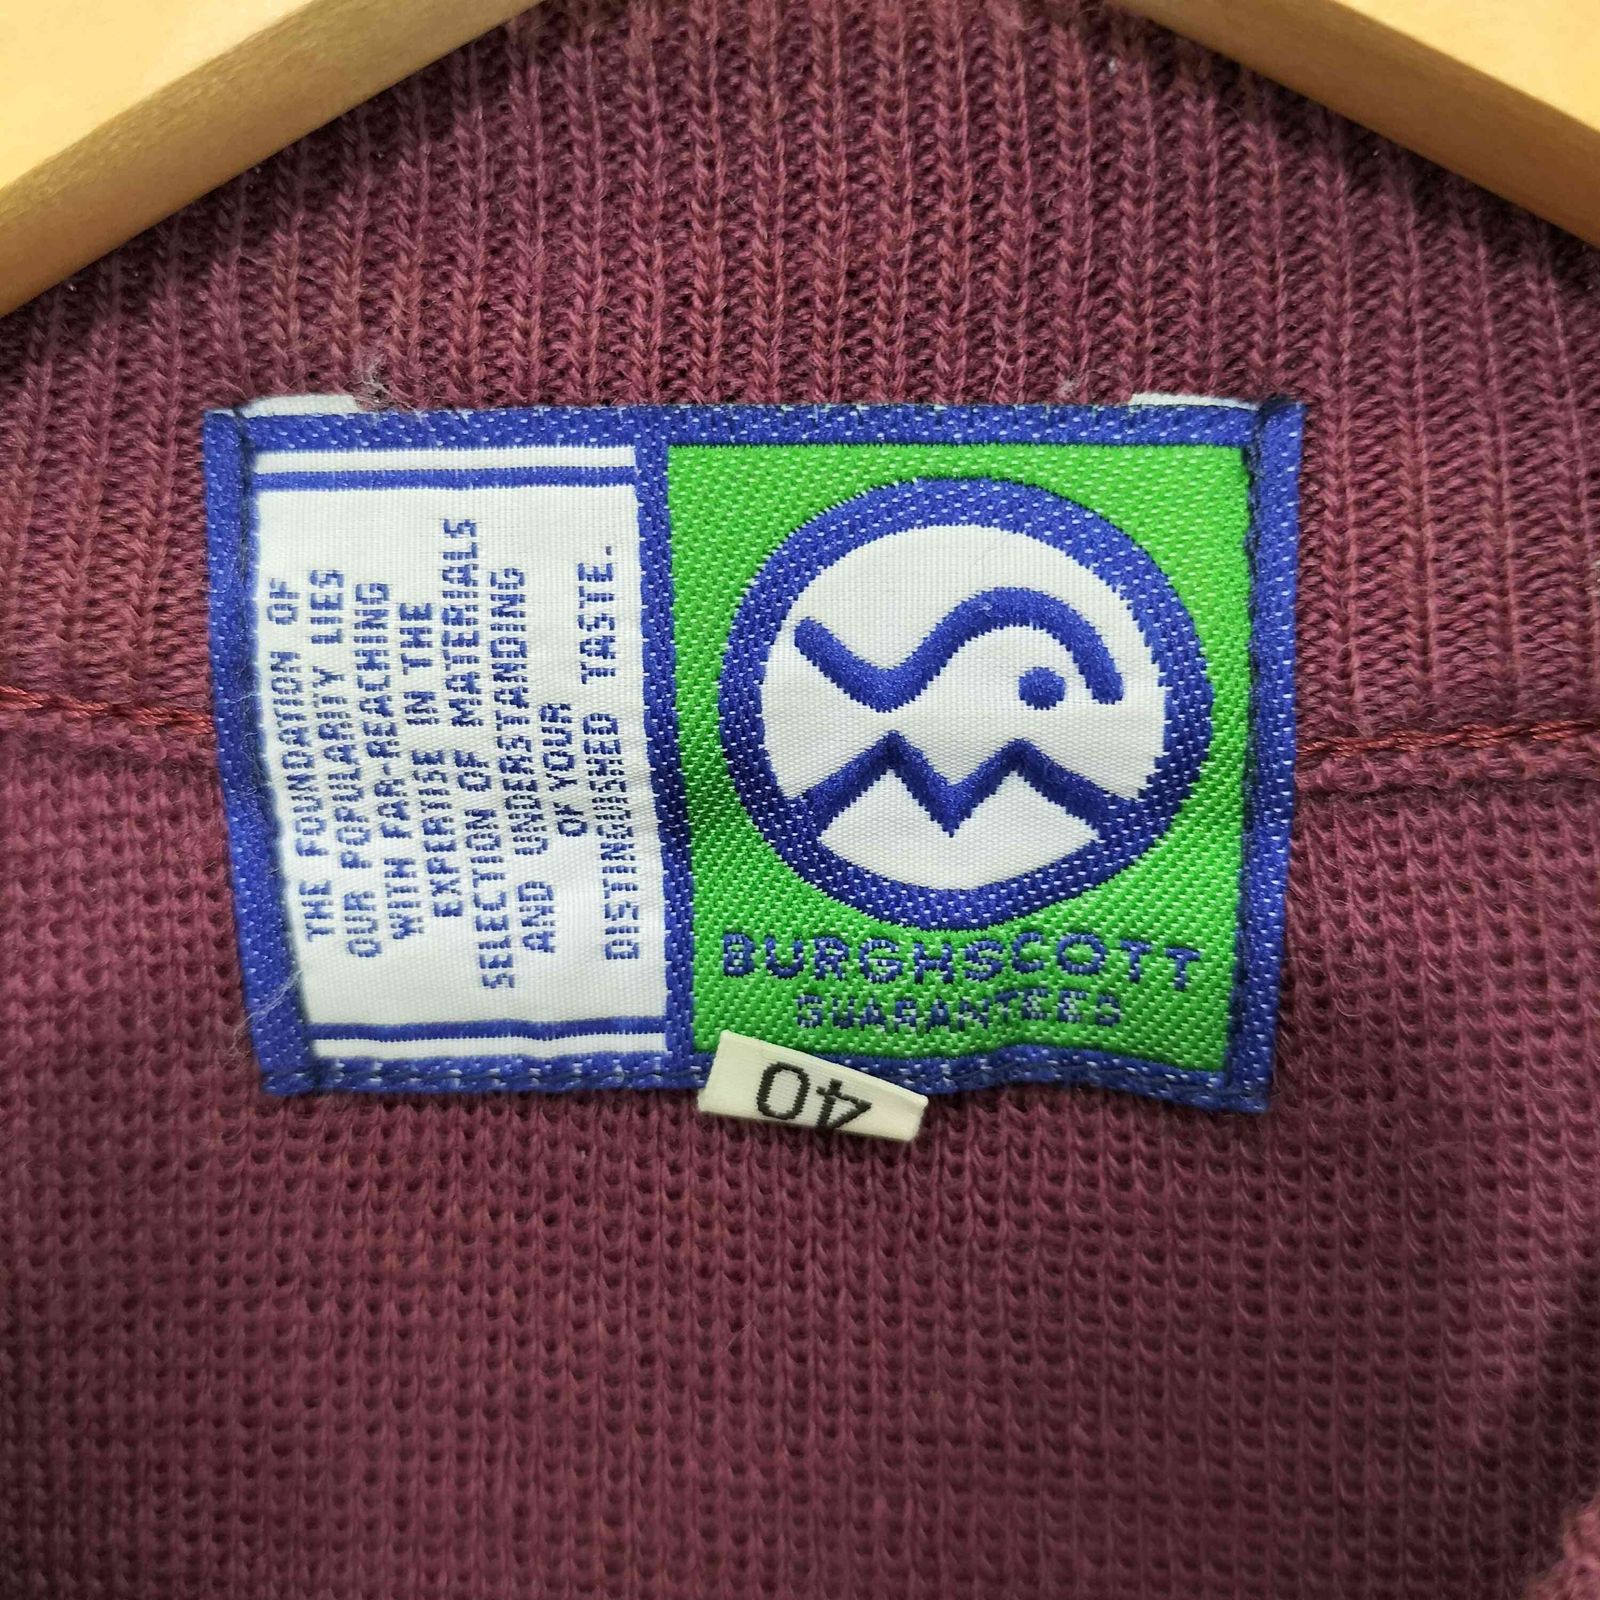 THE FOUNDATION OF
OUR POPULARITY LIES
WITH FAR-REACHING
EXPERTISE IN THE
SELECTION OF MATERIALS
AND UNDERSTANDING
OF YOUR
DISTINGUISHED TASTE.
BURGHSCOTT
GUARANTEES
40